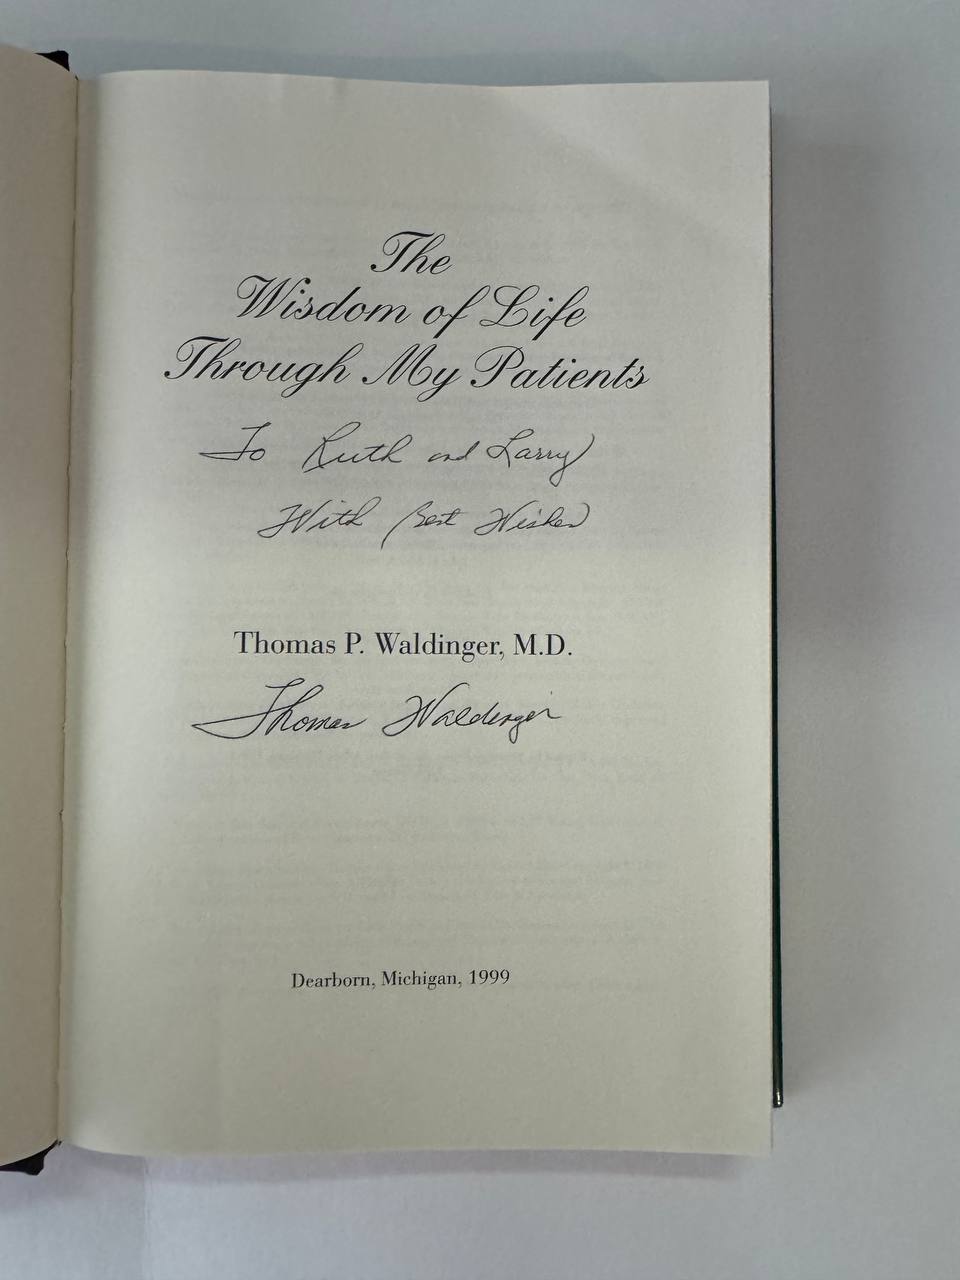 The
Wisdom of Life
Through My Patients
To Ruth and Larry
With Best Wishes
Thomas P. Waldinger, M.D.
Thomas Waldinger
Dearborn, Michigan, 1999